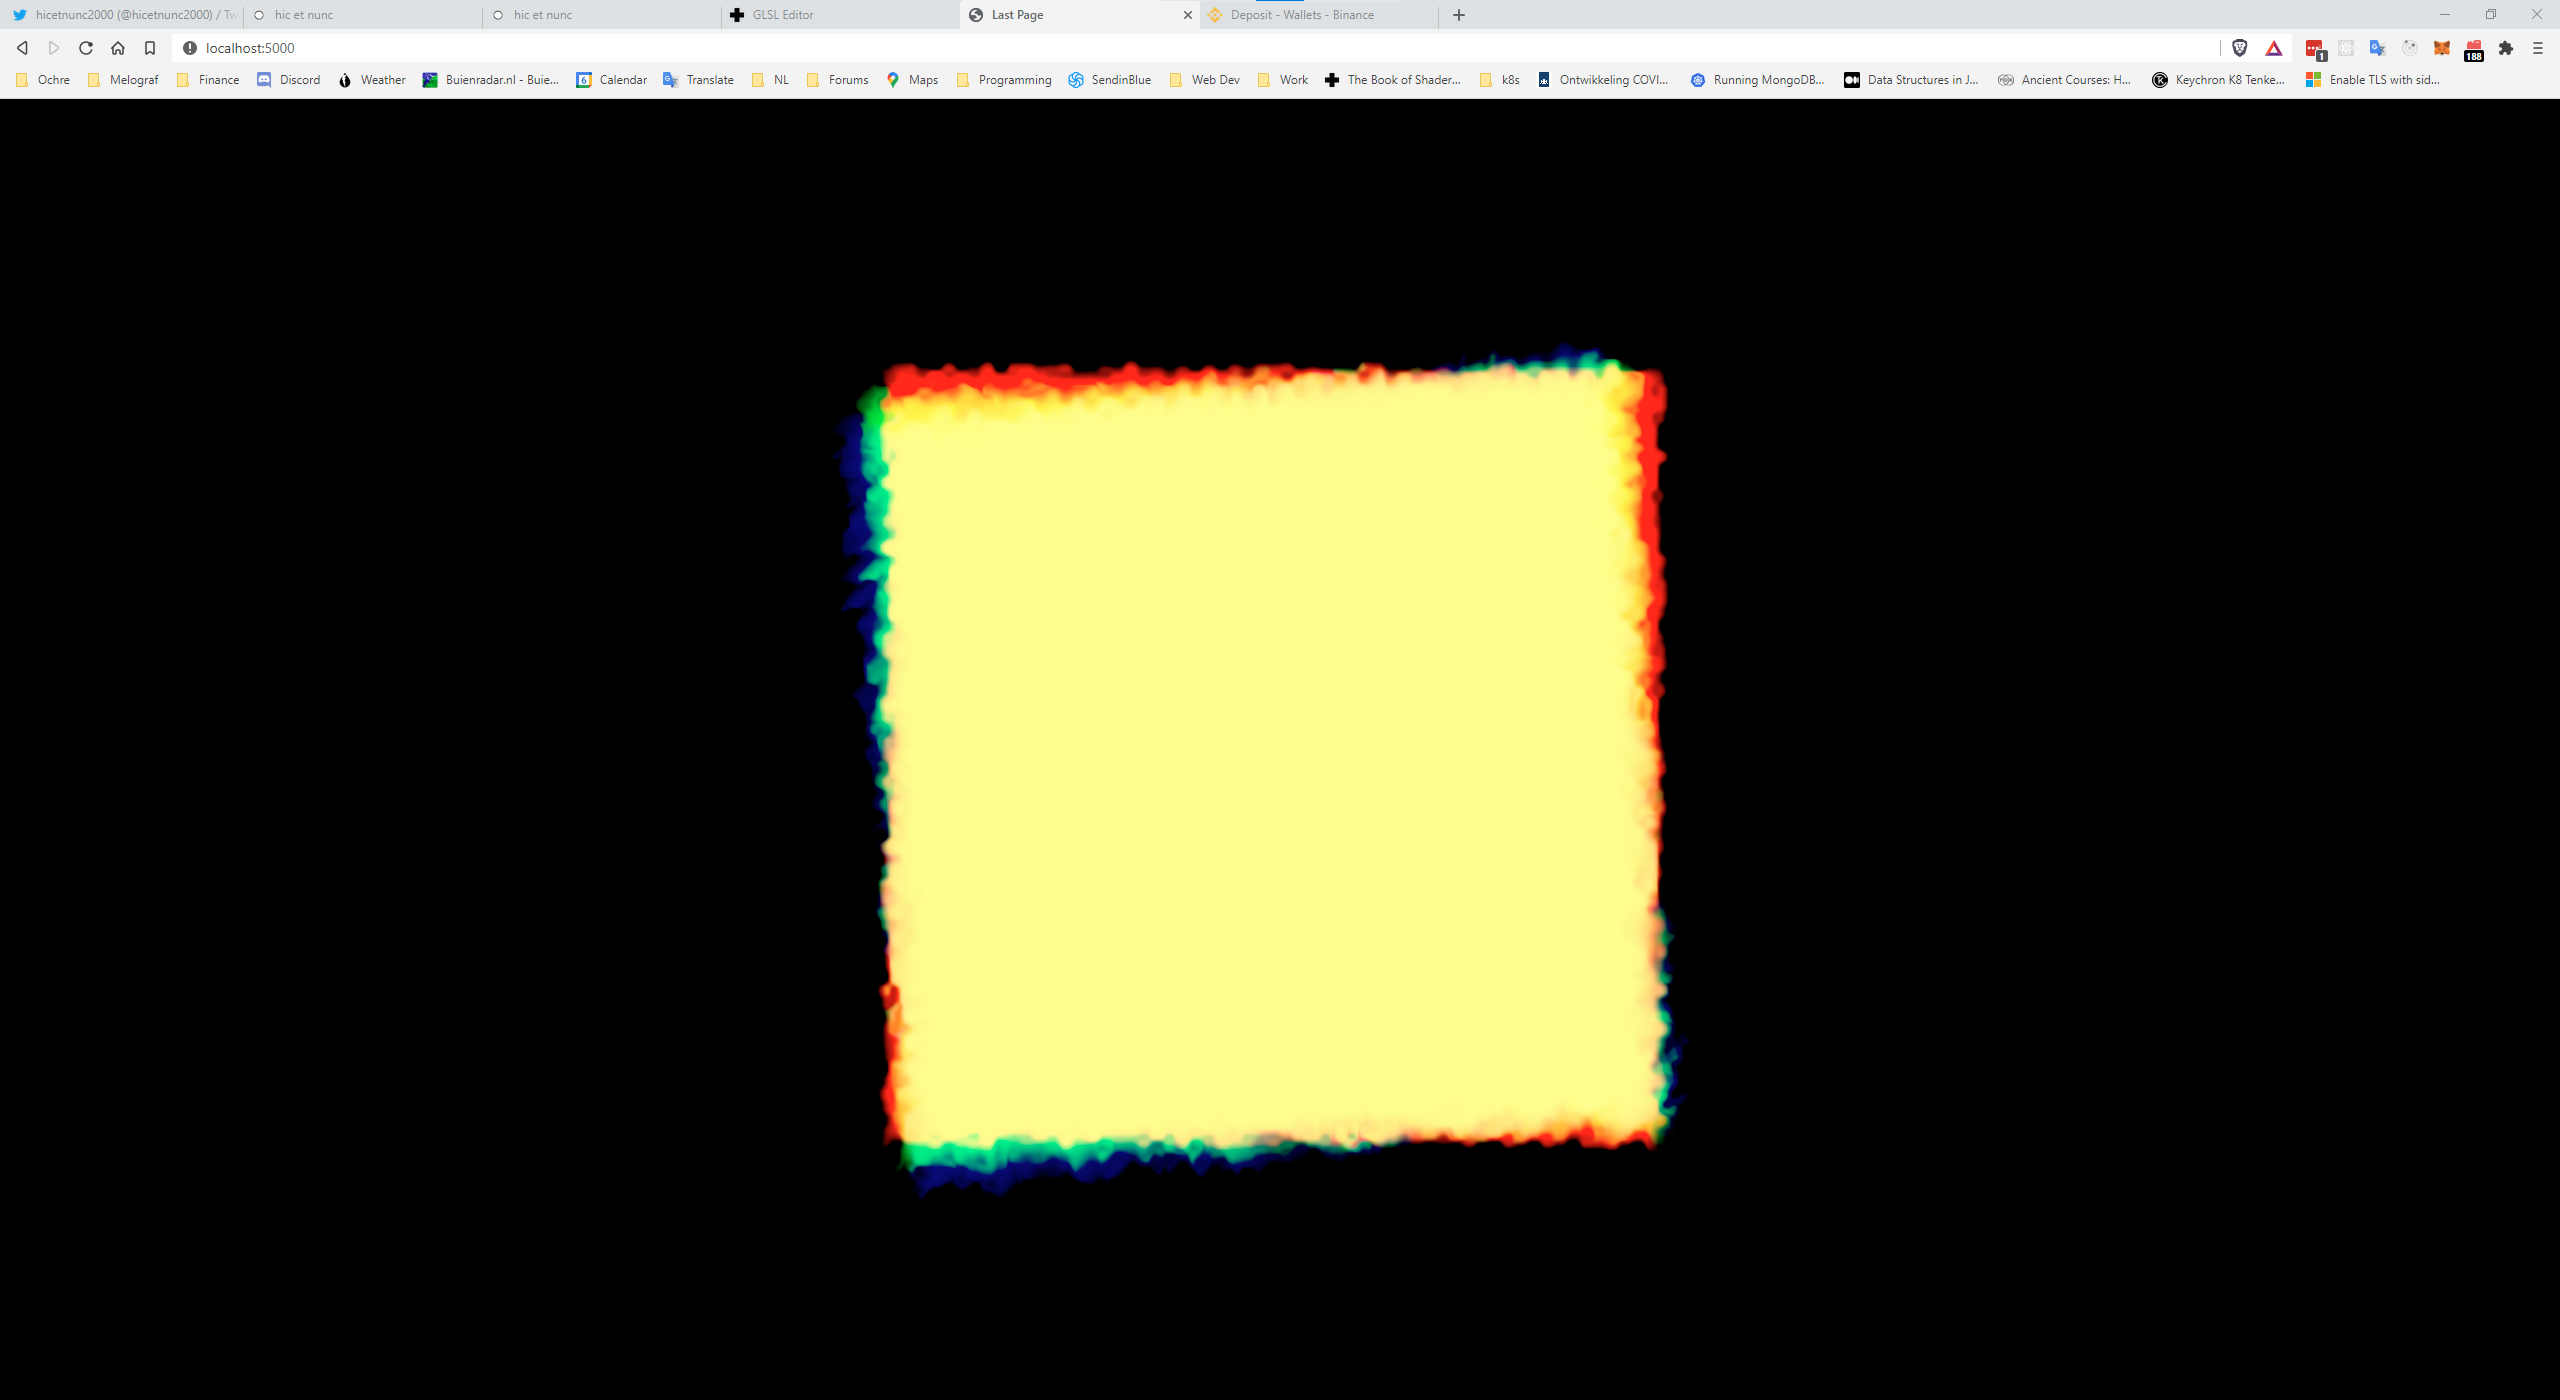 hicetnunc2000 (@hicetnunc2000) / Tw hic et nunc hic et nunc GLSL Editor Last Page Deposit - Wallets - Binance
localhost:5000 1 188
Ochre Melograf Finance Discord Weather Buienradar.nl - Buie... 6 Calendar Translate NL Forums Maps Programming SendinBlue Web Dev Work The Book of Shader... k8s Ontwikkeling COVI... Running MongoDB... Data Structures in J... Ancient Courses: H... Keychron K8 Tenke... Enable TLS with sid...